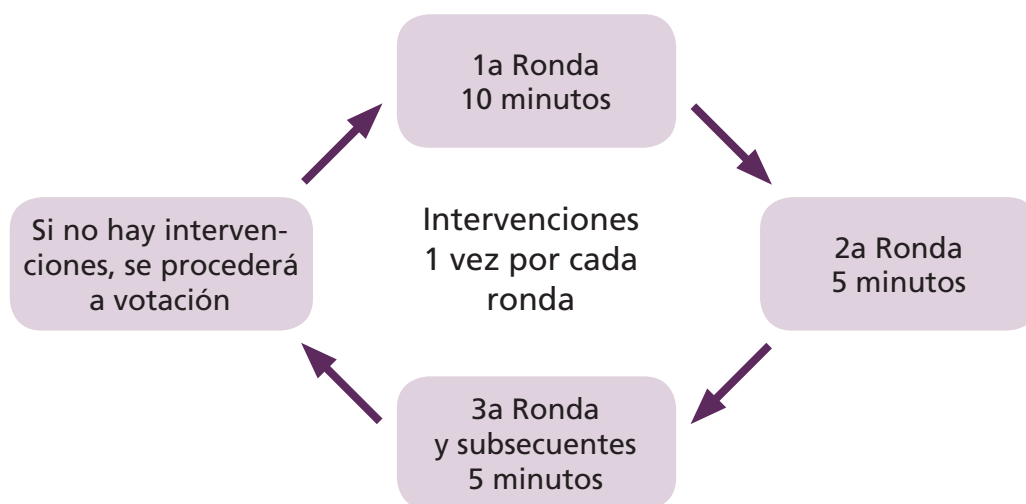 1a Ronda
10 minutos
2a Ronda
5 minutos
3a Ronda
y subsecuentes
5 minutos
Si no hay interven-
ciones, se procederá
a votación
Intervenciones
1 vez por cada
ronda